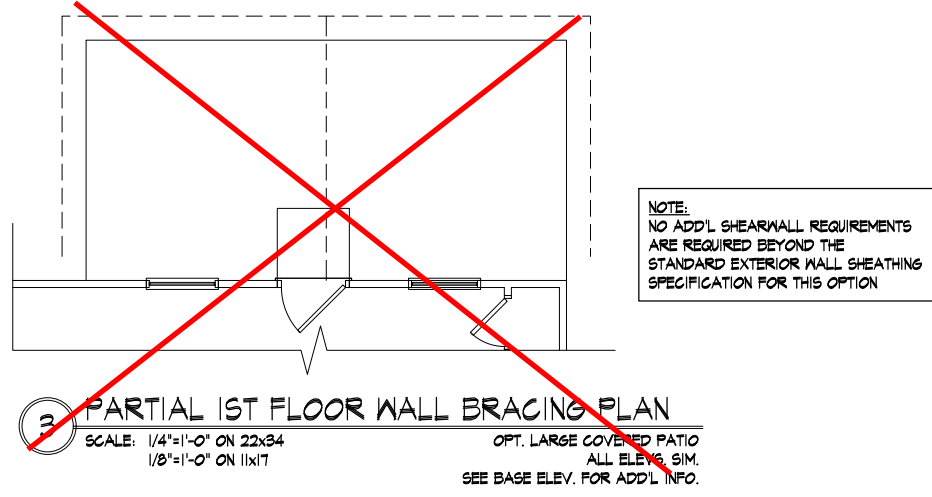 NOTE:
NO ADD'L SHEARWALL REQUIREMENTS
ARE REQUIRED BEYOND THE
STANDARD EXTERIOR WALL SHEATHING
SPECIFICATION FOR THIS OPTION
3
PARTIAL 1ST FLOOR WALL BRACING PLAN
SCALE: 1/4"=1'-0" ON 22x34
1/8"=1'-0" ON 11x17
OPT. LARGE COVERED PATIO
ALL ELEVS. SIM.
SEE BASE ELEV. FOR ADD'L INFO.